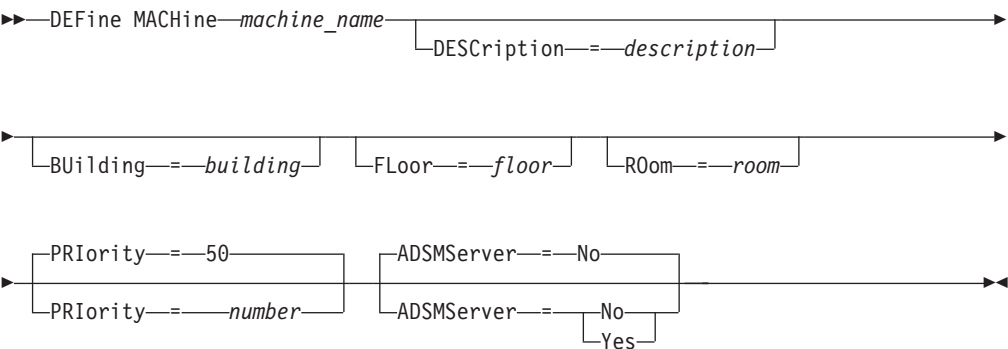 DEFine MACHine machine_name
DESCription = description
BUilding = building FLoor = floor ROom = room
PRIority = 50 ADSMServer = No
PRIority = number ADSMServer = No
Yes